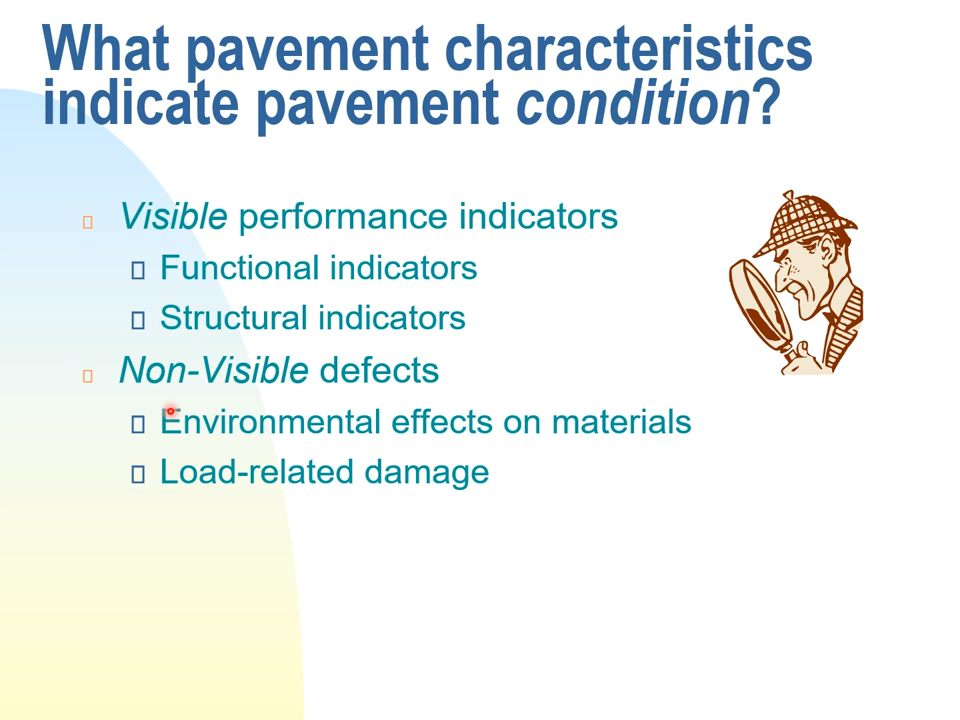 What pavement characteristics
indicate pavement condition?
Visible performance indicators
Functional indicators
Structural indicators
Non-Visible defects
Environmental effects on materials
Load-related damage